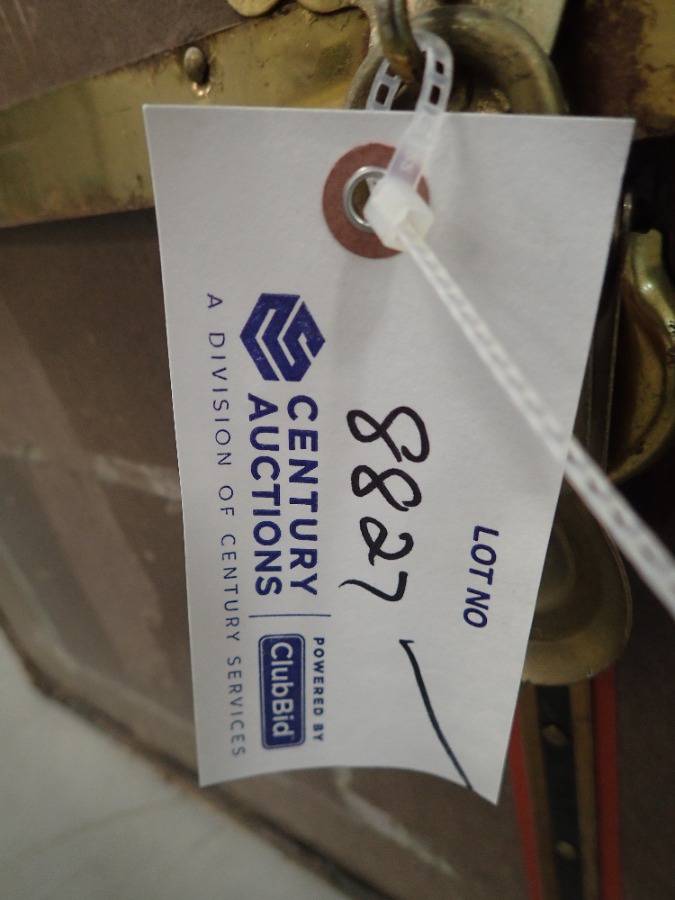 LOT NO
8827
CENTURY
AUCTIONS
POWERED BY
ClubBid
A DIVISION OF CENTURY SERVICES